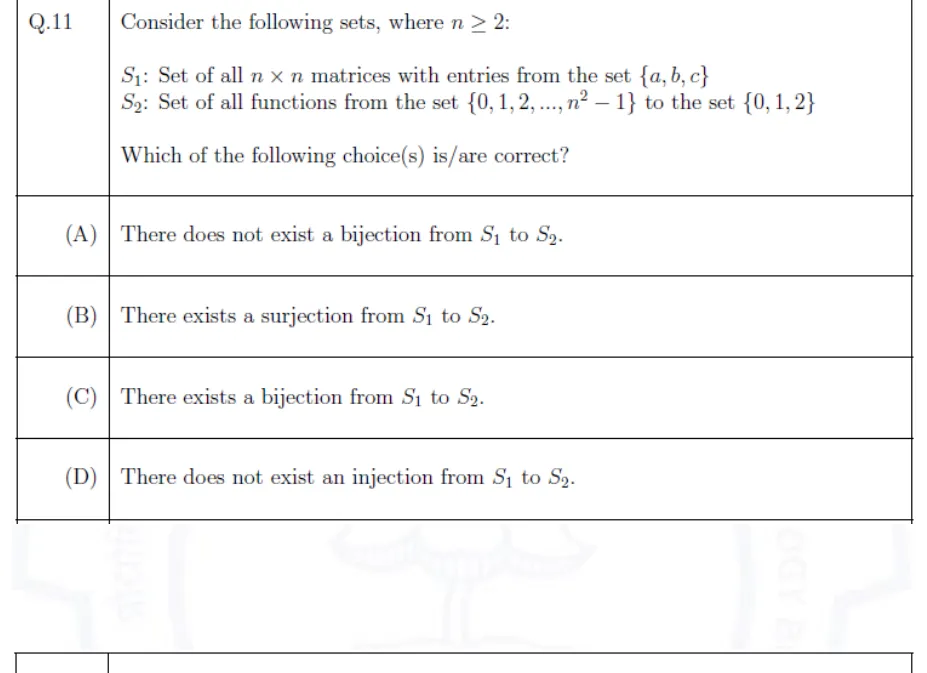 Q.11 Consider the following sets, where n ≥ 2:
S₁: Set of all n × n matrices with entries from the set {a, b, c}
S₂: Set of all functions from the set {0, 1, 2, ..., n² − 1} to the set {0, 1, 2}
Which of the following choice(s) is/are correct?
(A) There does not exist a bijection from S₁ to S₂.
(B) There exists a surjection from S₁ to S₂.
(C) There exists a bijection from S₁ to S₂.
(D) There does not exist an injection from S₁ to S₂.